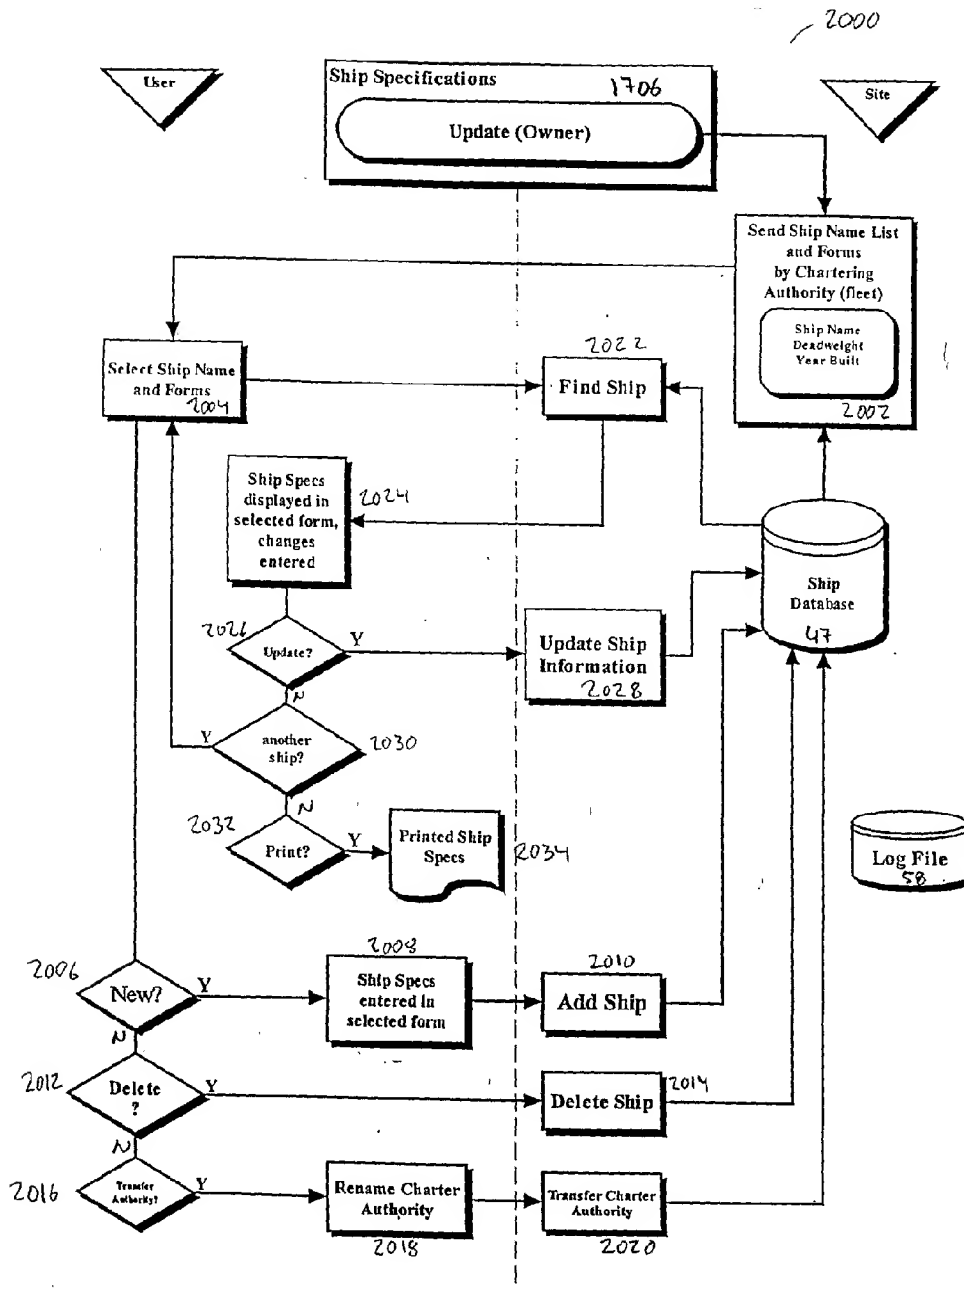 2000
User
Ship Specifications
1706
Update (Owner)
Site
Send Ship Name List
and Forms
by Chartering
Authority (fleet)
Ship Name
Deadweight
Year Built
2002
Select Ship Name
and Forms
2004
2022
Find Ship
Ship Specs
displayed in
selected form,
changes
entered
2024
Ship
Database
47
2026
Update?
Y
N
Update Ship
Information
2028
Y
another
ship?
2030
N
2032
Print?
Y
Printed Ship
Specs
2034
Log File
58
2006
New?
Y
N
2008
Ship Specs
entered in
selected form
2010
Add Ship
2012
Delete
?
Y
N
Delete Ship
2014
2016
Transfer
Authority?
Y
Rename Charter
Authority
2018
Transfer Charter
Authority
2020